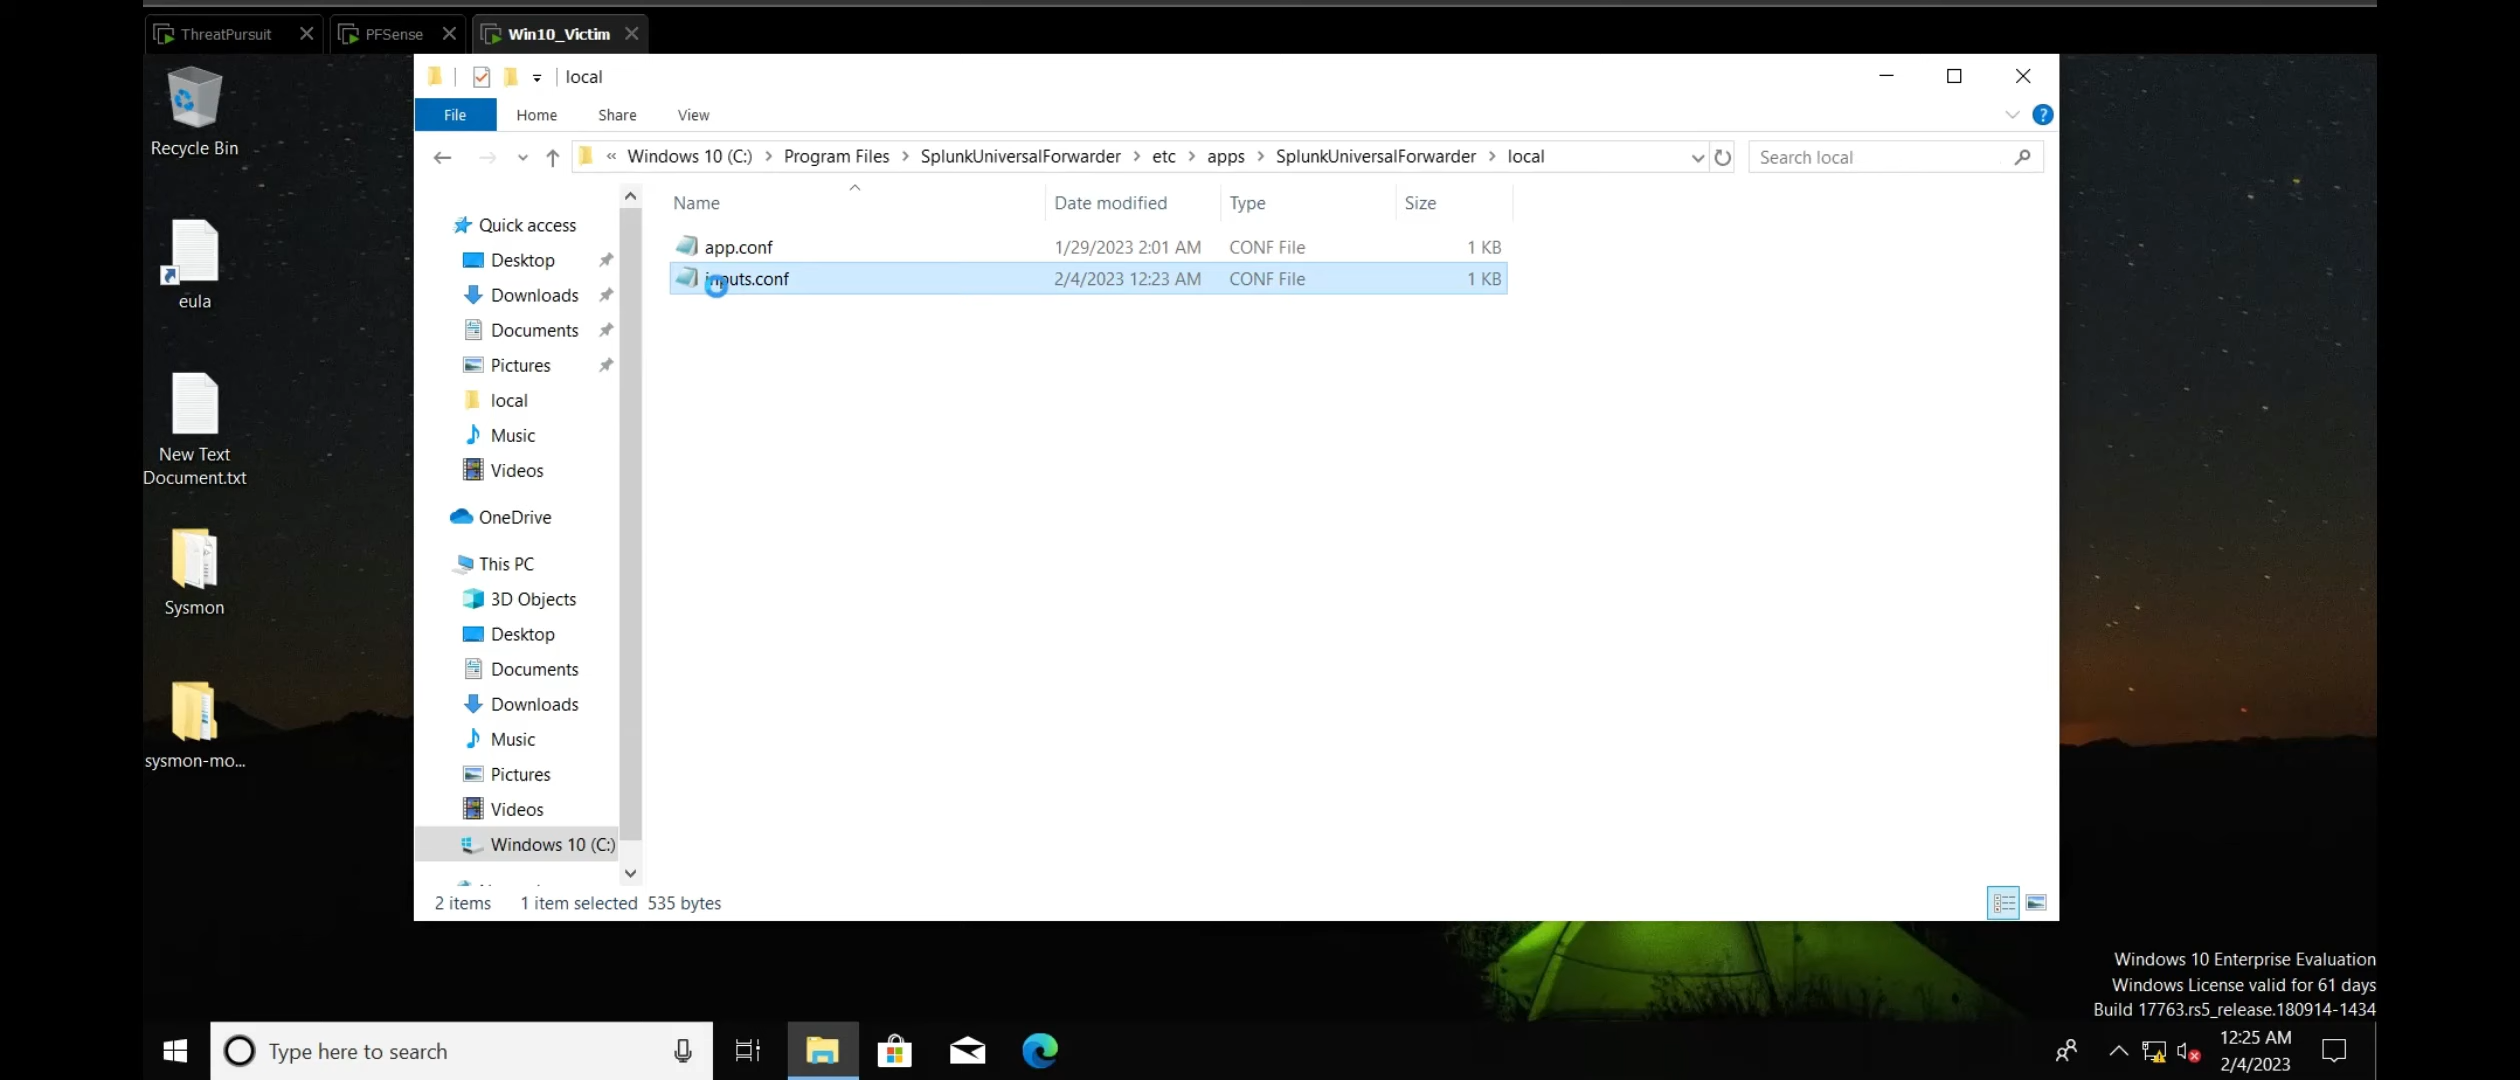 ThreatPursuit
PFSense
Win10_Victim
Recycle Bin
eula
New Text
Document.txt
Sysmon
sysmon-mo...
local
File
Home
Share
View
?
« Windows 10 (C:) > Program Files > SplunkUniversalForwarder > etc > apps > SplunkUniversalForwarder > local
Search local
Quick access
Desktop
Downloads
Documents
Pictures
local
Music
Videos
OneDrive
This PC
3D Objects
Desktop
Documents
Downloads
Music
Pictures
Videos
Windows 10 (C:)
Name Date modified Type Size
app.conf 1/29/2023 2:01 AM CONF File 1 KB
inputs.conf 2/4/2023 12:23 AM CONF File 1 KB
2 items 1 item selected 535 bytes
Windows 10 Enterprise Evaluation
Windows License valid for 61 days
Build 17763.rs5_release.180914-1434
Type here to search
12:25 AM
2/4/2023